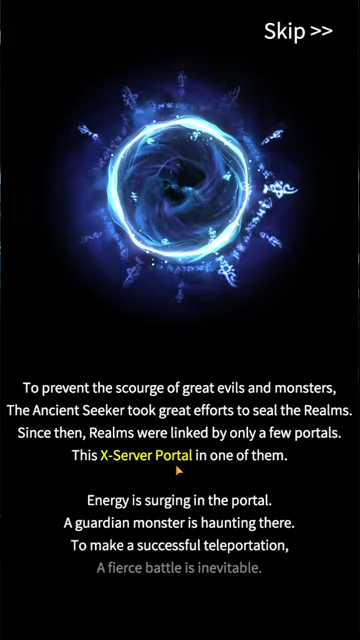 Skip >>
To prevent the scourge of great evils and monsters,
The Ancient Seeker took great efforts to seal the Realms.
Since then, Realms were linked by only a few portals.
This X-Server Portal in one of them.
Energy is surging in the portal.
A guardian monster is haunting there.
To make a successful teleportation,
A fierce battle is inevitable.